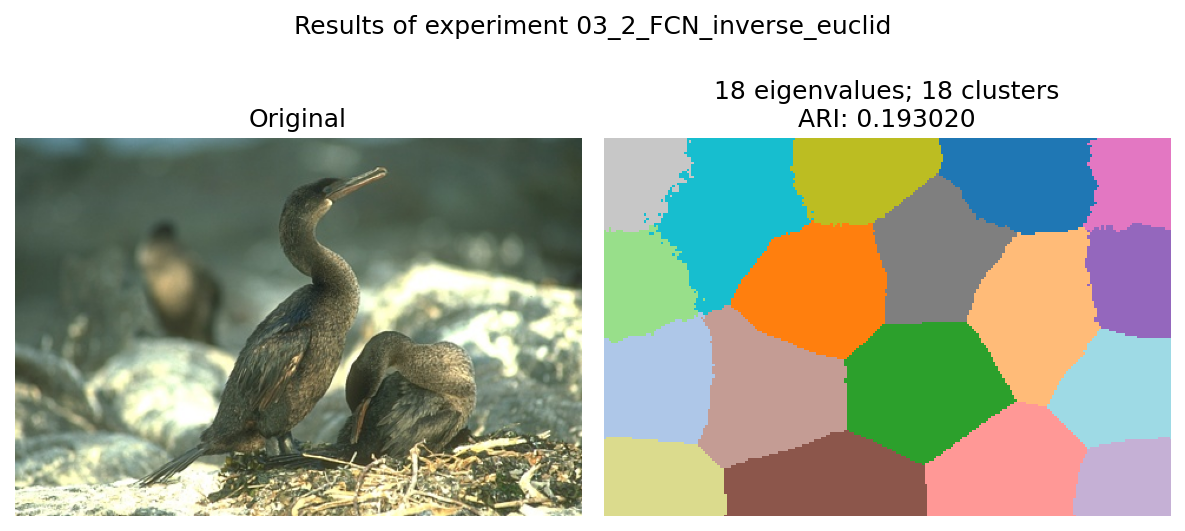 Results of experiment 03_2_FCN_inverse_euclid
Original
18 eigenvalues; 18 clusters
ARI: 0.193020